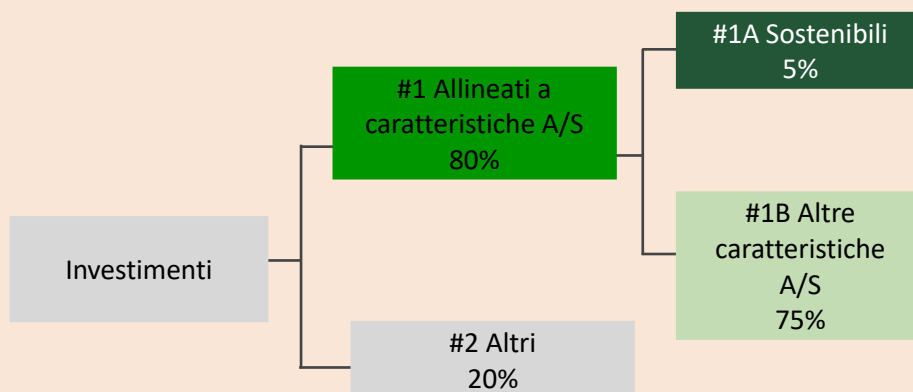 #1A Sostenibili
5%
#1 Allineati a
caratteristiche A/S
80%
#1B Altre
caratteristiche
A/S
75%
Investimenti
#2 Altri
20%